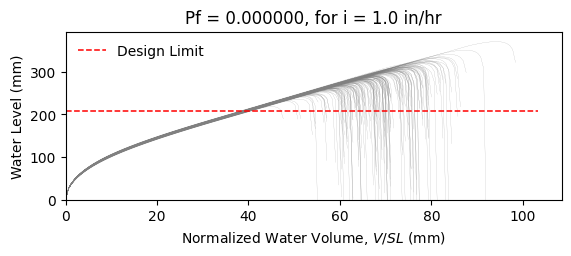 Pf = 0.000000, for i = 1.0 in/hr
Design Limit
Water Level (mm)
300
200
100
0
0 20 40 60 80 100
Normalized Water Volume, V/SL (mm)